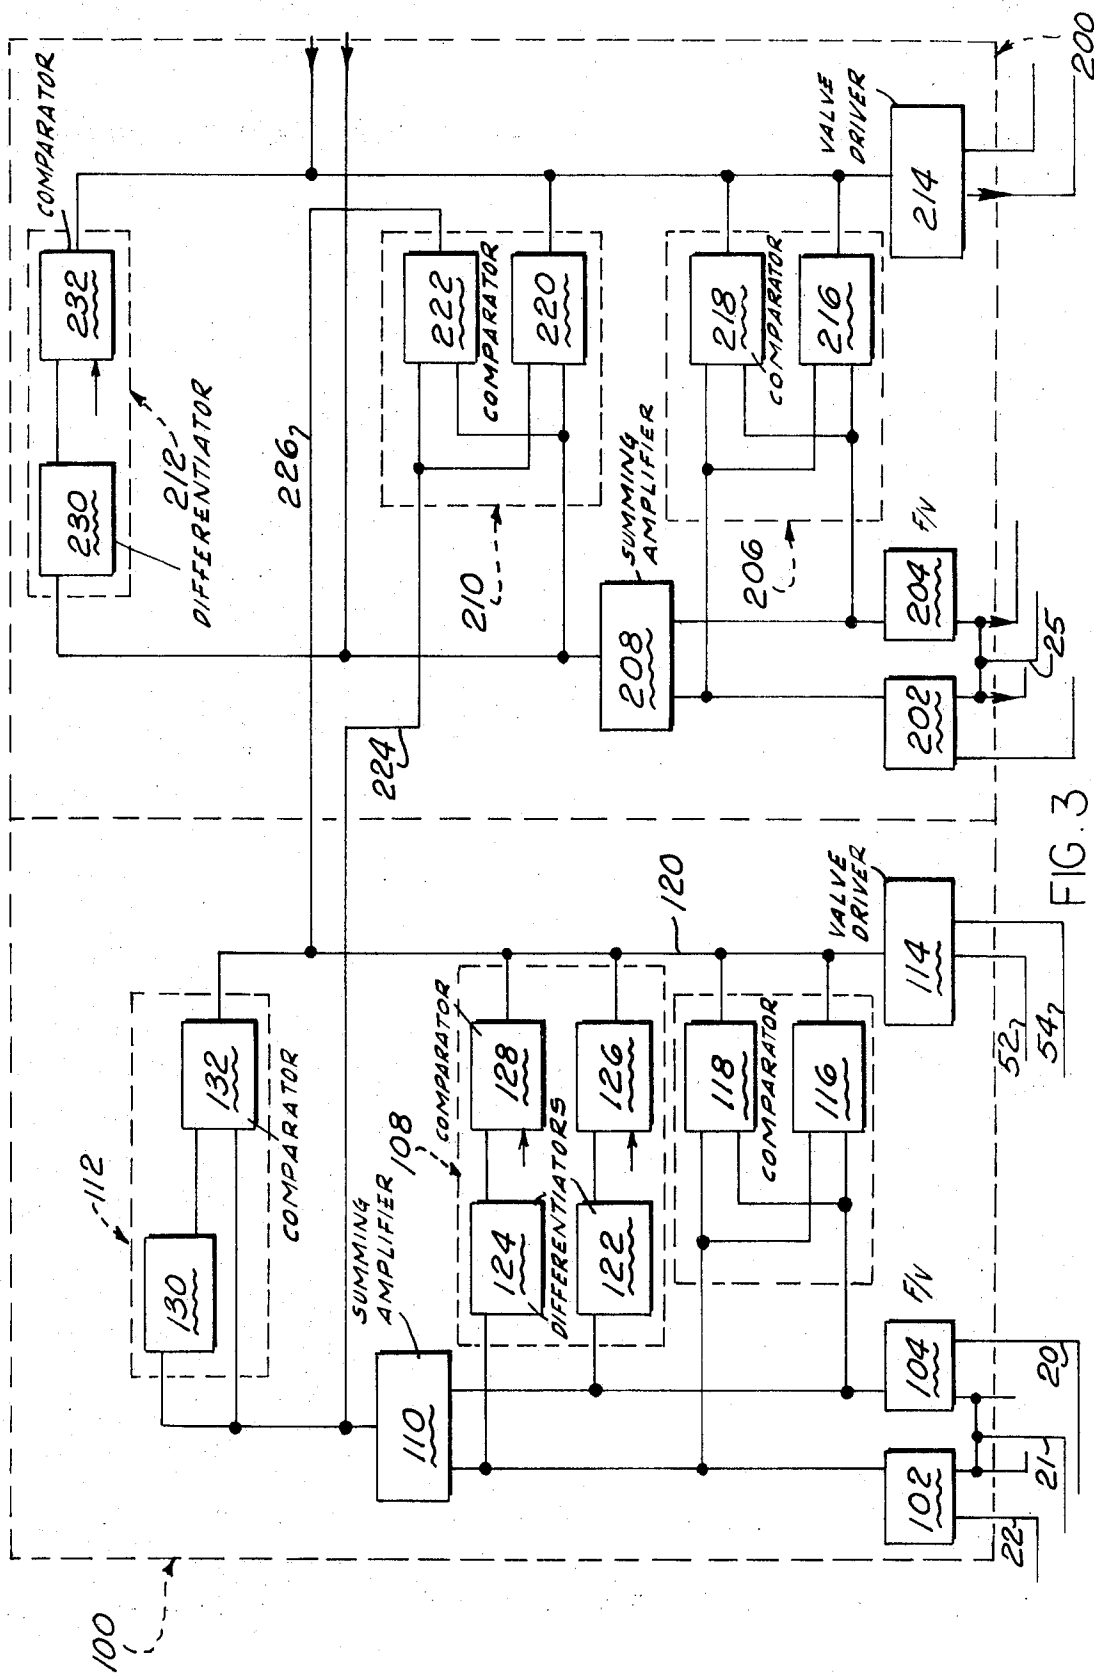 100
112
130
132
COMPARATOR
SUMMING
AMPLIFIER
110
108
COMPARATOR
124
128
DIFFERENTIATORS
122
126
118
COMPARATOR
116
120
102
104
F/V
VALVE
DRIVER
114
22
21
20
52
54
COMPARATOR
230
232
212
DIFFERENTIATOR
226
224
222
COMPARATOR
220
210
SUMMING
AMPLIFIER
208
218
COMPARATOR
216
206
202
204
F/V
25
VALVE
DRIVER
214
200
FIG. 3